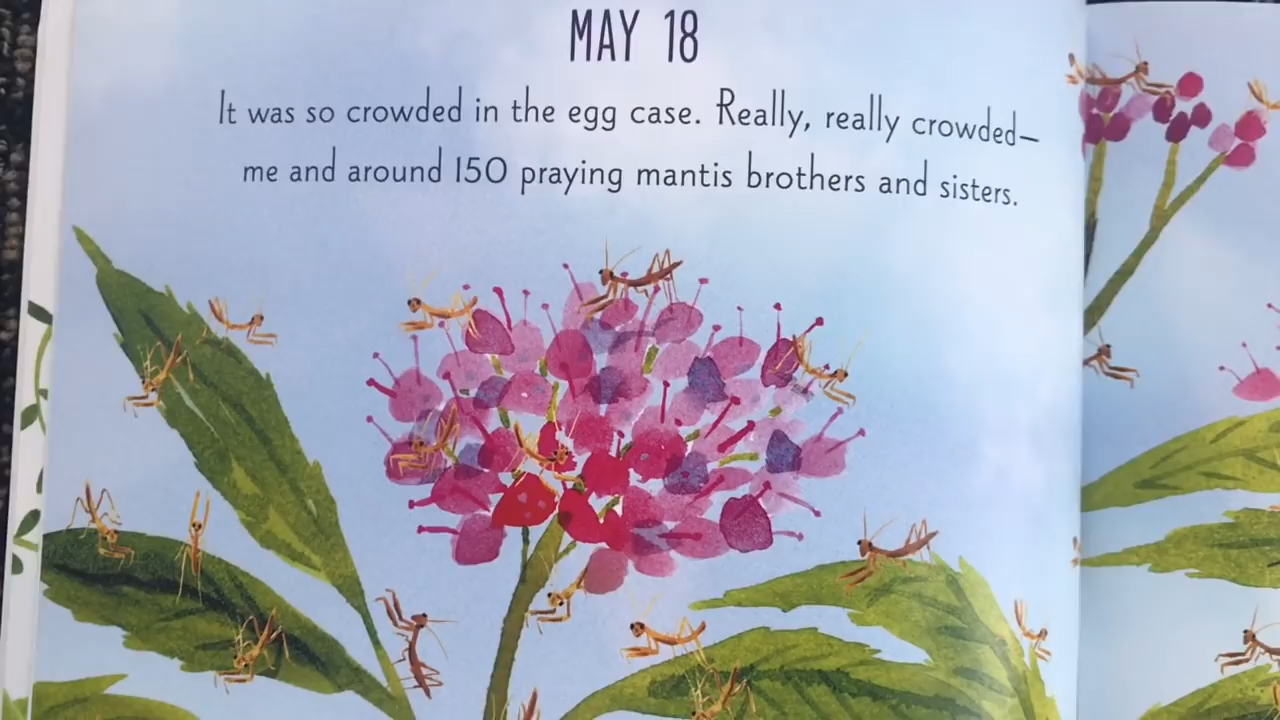 MAY 18
It was so crowded in the egg case. Really, really crowded—
me and around 150 praying mantis brothers and sisters.